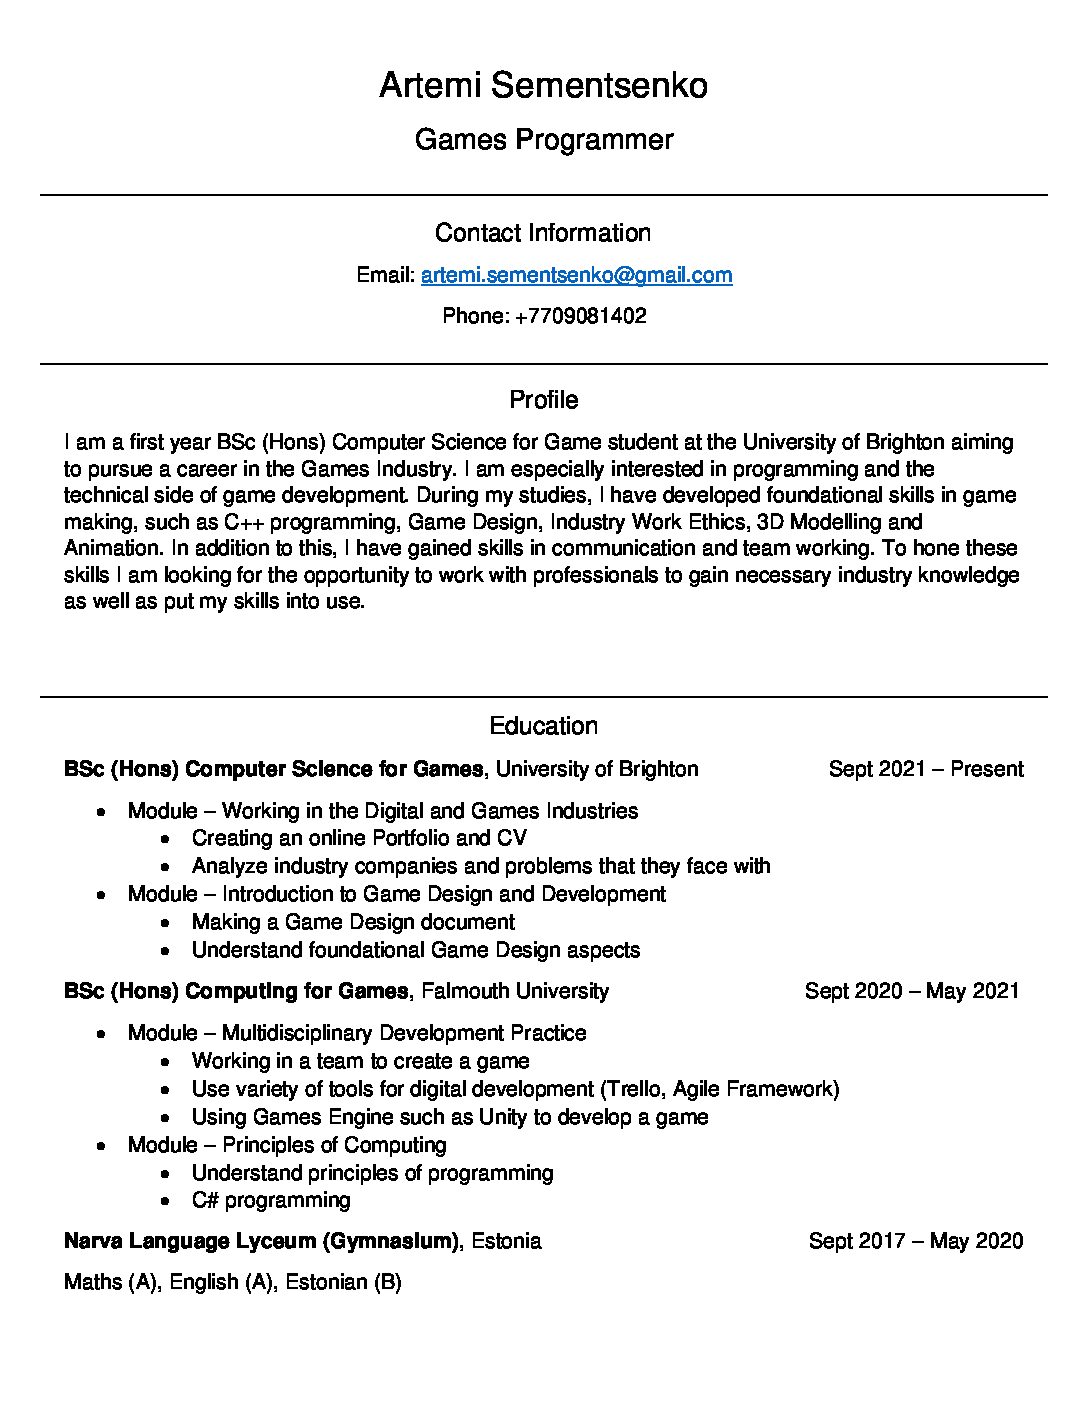 Artemi Sementsenko
Games Programmer
Contact Information
Email: artemi.sementsenko@gmail.com
Phone: +7709081402
Profile
I am a first year BSc (Hons) Computer Science for Game student at the University of Brighton aiming
to pursue a career in the Games Industry. I am especially interested in programming and the
technical side of game development. During my studies, I have developed foundational skills in game
making, such as C++ programming, Game Design, Industry Work Ethics, 3D Modelling and
Animation. In addition to this, I have gained skills in communication and team working. To hone these
skills I am looking for the opportunity to work with professionals to gain necessary industry knowledge
as well as put my skills into use.
Education
BSc (Hons) Computer Science for Games, University of Brighton Sept 2021 – Present
• Module – Working in the Digital and Games Industries
• Creating an online Portfolio and CV
• Analyze industry companies and problems that they face with
• Module – Introduction to Game Design and Development
• Making a Game Design document
• Understand foundational Game Design aspects
BSc (Hons) Computing for Games, Falmouth University Sept 2020 – May 2021
• Module – Multidisciplinary Development Practice
• Working in a team to create a game
• Use variety of tools for digital development (Trello, Agile Framework)
• Using Games Engine such as Unity to develop a game
• Module – Principles of Computing
• Understand principles of programming
• C# programming
Narva Language Lyceum (Gymnasium), Estonia Sept 2017 – May 2020
Maths (A), English (A), Estonian (B)